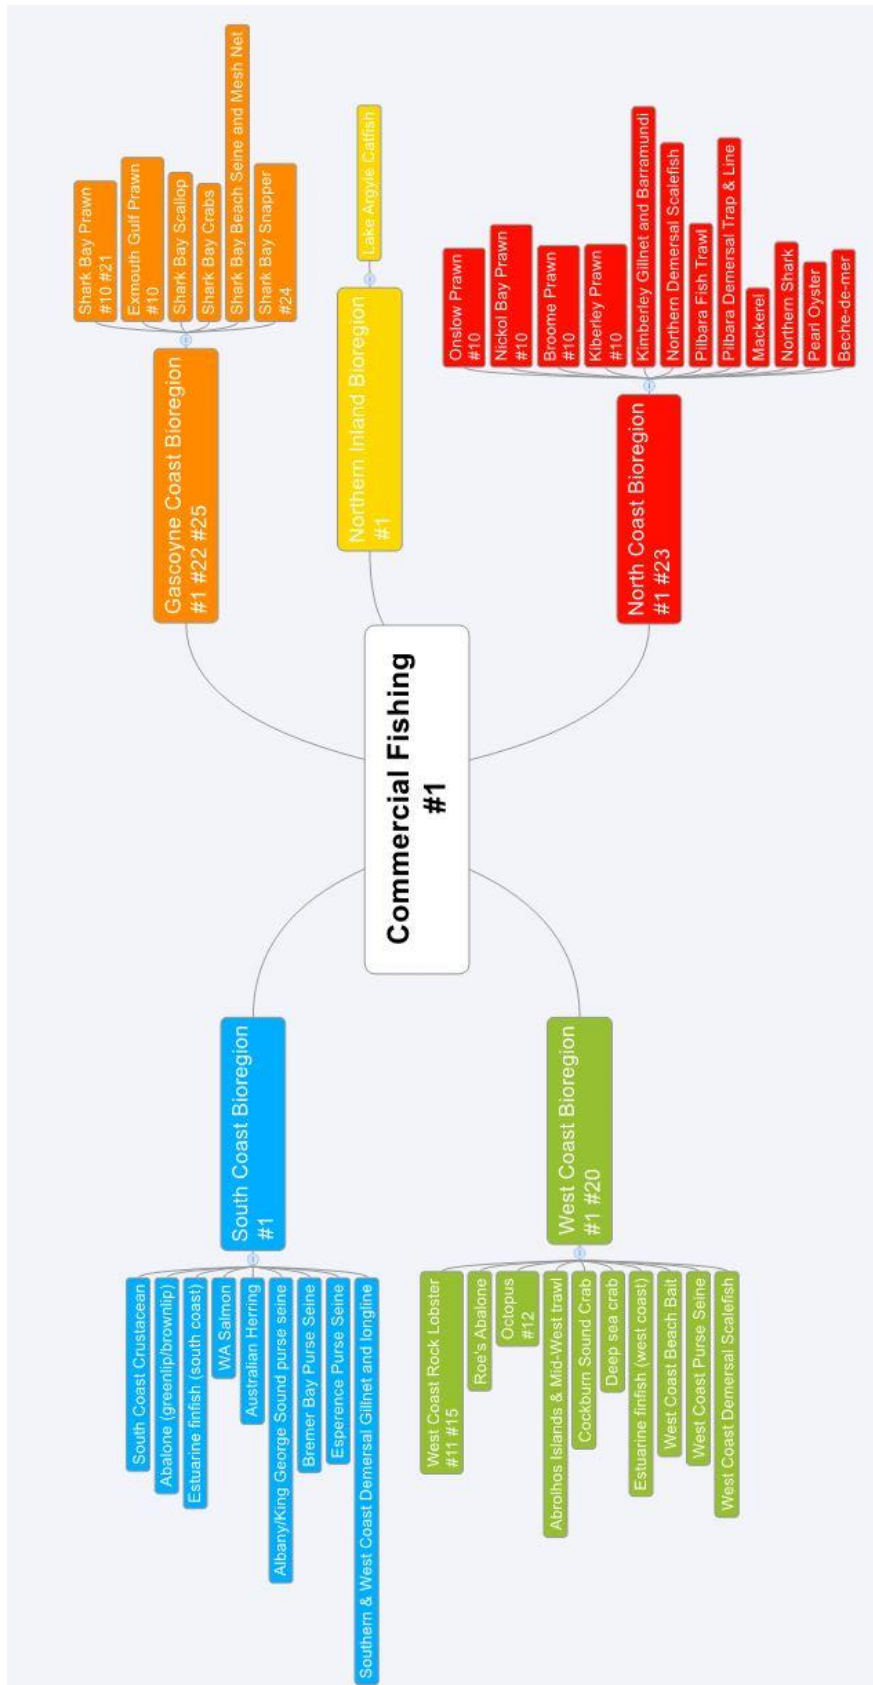 Commercial Fishing
#1
South Coast Bioregion
#1
South Coast Crustacean
Abalone (greenlip/brownlip)
Estuarine finfish (south coast)
WA Salmon
Australian Herring
Albany/King George Sound purse seine
Bremer Bay Purse Seine
Esperence Purse Seine
Southern & West Coast Demersal Gillnet and longline
West Coast Bioregion
#1 #20
West Coast Rock Lobster
#11 #15
Roe's Abalone
Octopus
#12
Abrolhos Islands & Mid-West trawl
Cockburn Sound Crab
Deep sea crab
Estuarine finfish (west coast)
West Coast Beach Bait
West Coast Purse Seine
West Coast Demersal Scalefish
Gascoyne Coast Bioregion
#1 #22 #25
Shark Bay Prawn
#10 #21
Exmouth Gulf Prawn
#10
Shark Bay Scallop
Shark Bay Crabs
Shark Bay Beach Seine and Mesh Net
Shark Bay Snapper
#24
Northern Inland Bioregion
#1
Lake Argyle Catfish
North Coast Bioregion
#1 #23
Onslow Prawn
#10
Nickol Bay Prawn
#10
Broome Prawn
#10
Kiberley Prawn
#10
Kimberley Gillnet and Barramundi
Northern Demersal Scalefish
Pilbara Fish Trawl
Pilbara Demersal Trap & Line
Mackerel
Northern Shark
Pearl Oyster
Beche-de-mer